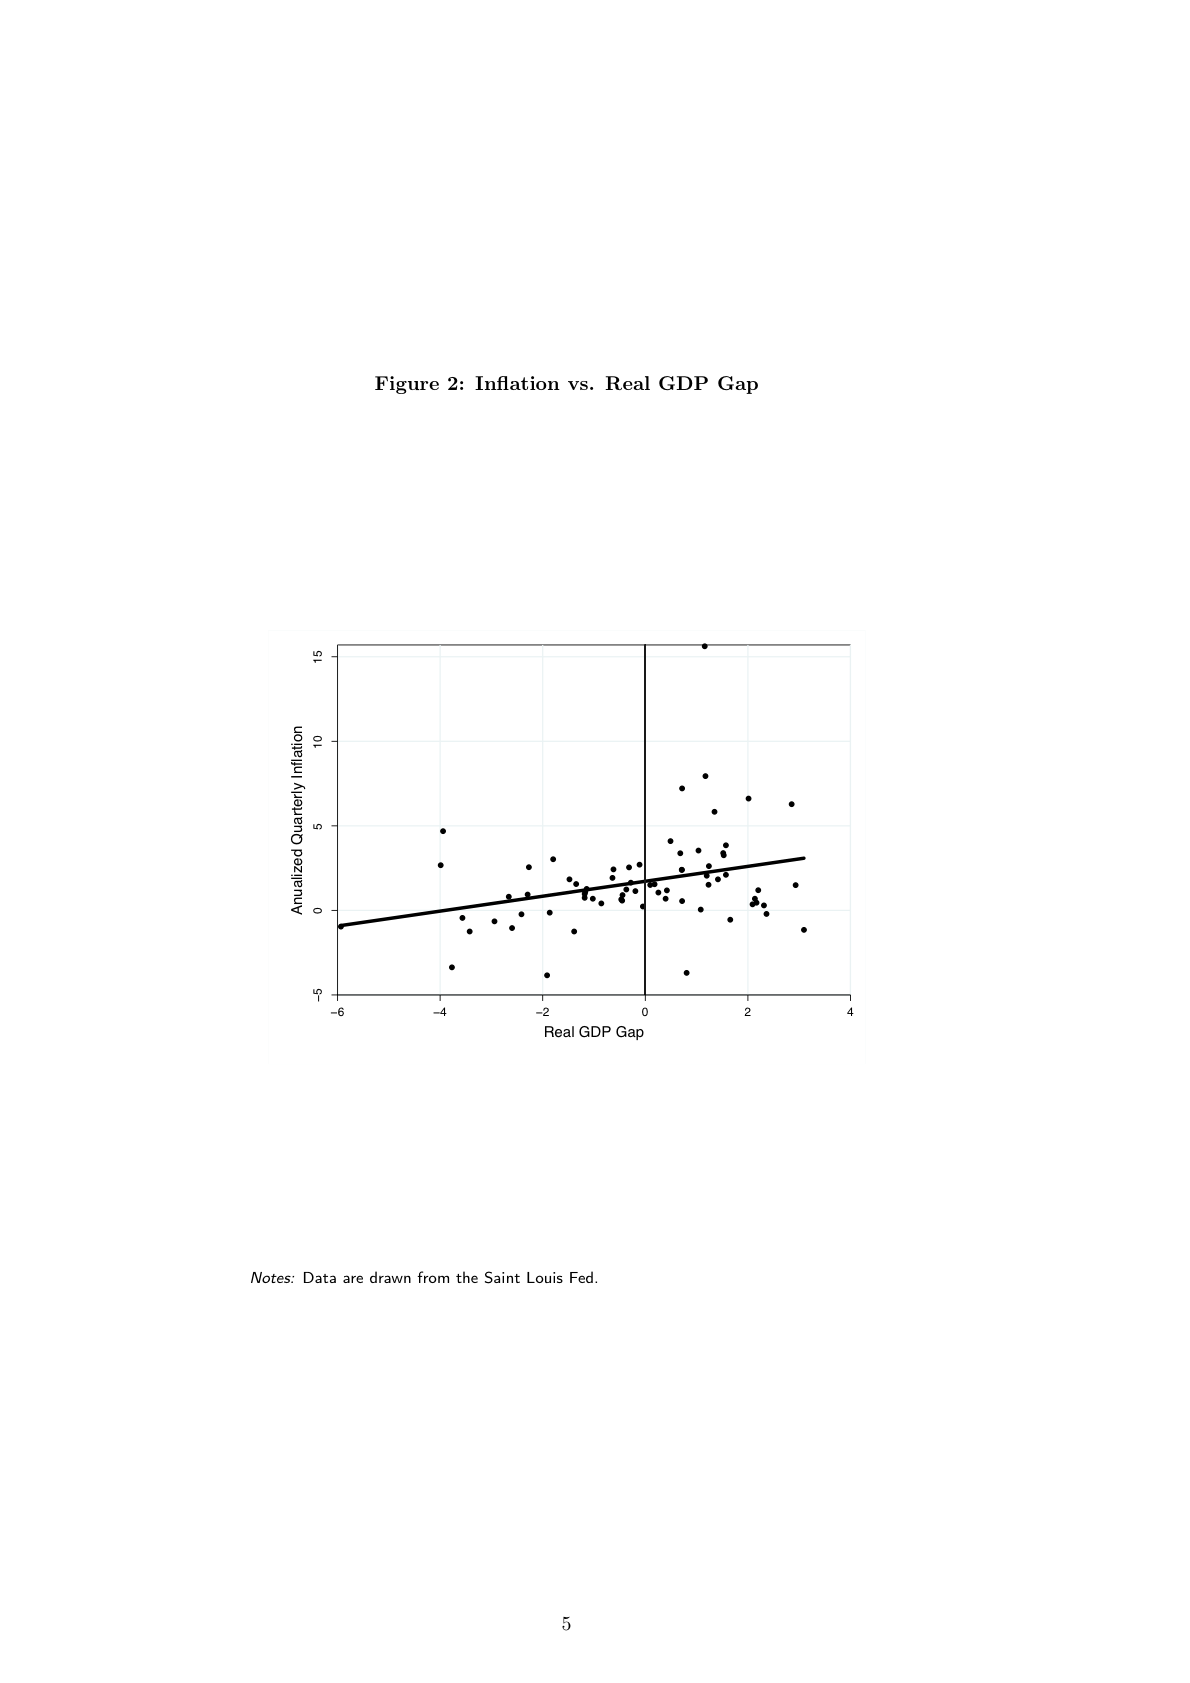 Figure 2: Inflation vs. Real GDP Gap
15
10
5
0
−5
Anualized Quarterly Inflation
−6 −4 −2 0 2 4
Real GDP Gap
Notes: Data are drawn from the Saint Louis Fed.
5